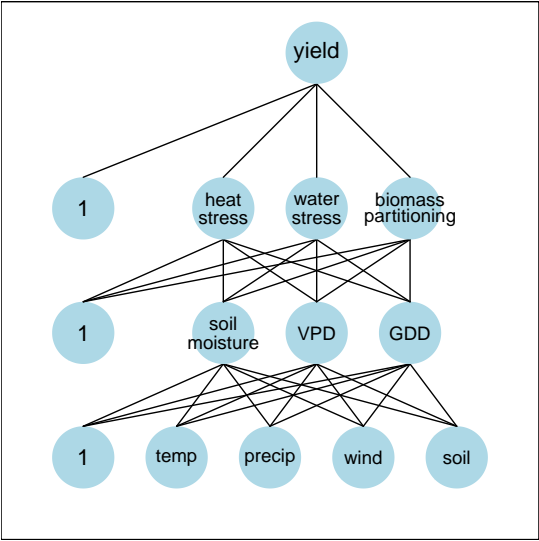 yield
1
heat
stress
water
stress
biomass
partitioning
1
soil
moisture
VPD
GDD
1
temp
precip
wind
soil